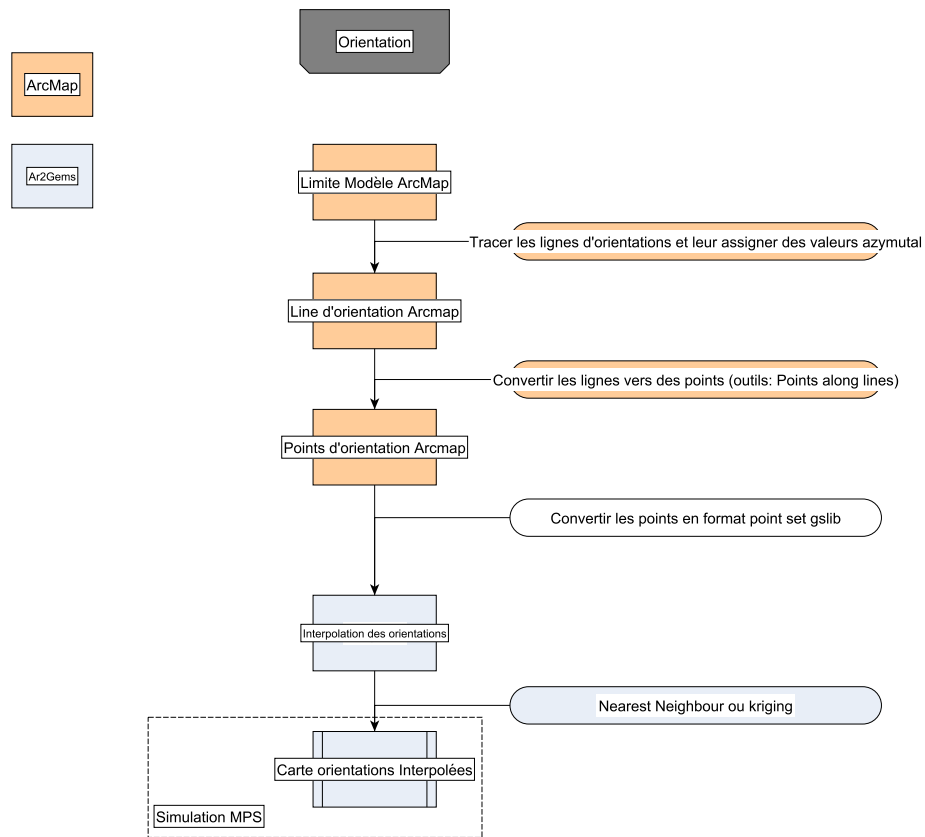 Orientation
ArcMap
Ar2Gems
Limite Modèle ArcMap
Tracer les lignes d'orientations et leur assigner des valeurs azymutal
Line d'orientation Arcmap
Convertir les lignes vers des points (outils: Points along lines)
Points d'orientation Arcmap
Convertir les points en format point set gslib
Interpolation des orientations
Nearest Neighbour ou kriging
Carte orientations Interpolées
Simulation MPS